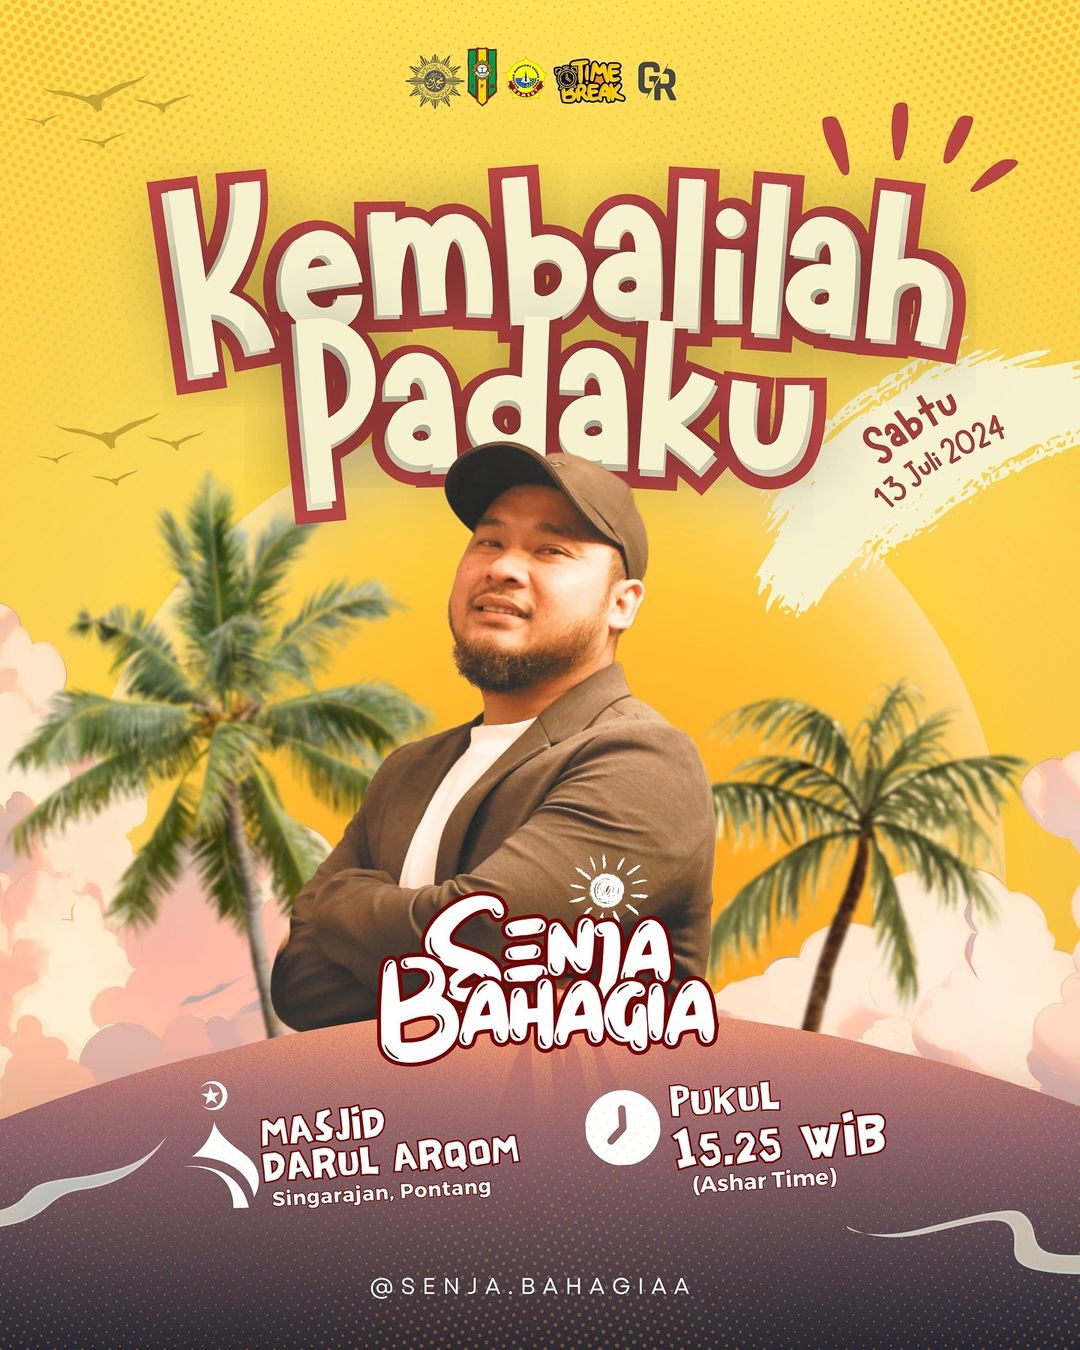 TIME
BREAK
GR
Kembalilah
Padaku
Sabtu
13 Juli 2024
SENJA
BAHAGIA
MASJiD
DARUL ARQOM
Singarajan, Pontang
PUKUL
15.25 WiB
(Ashar Time)
@SENJA.BAHAGIAA